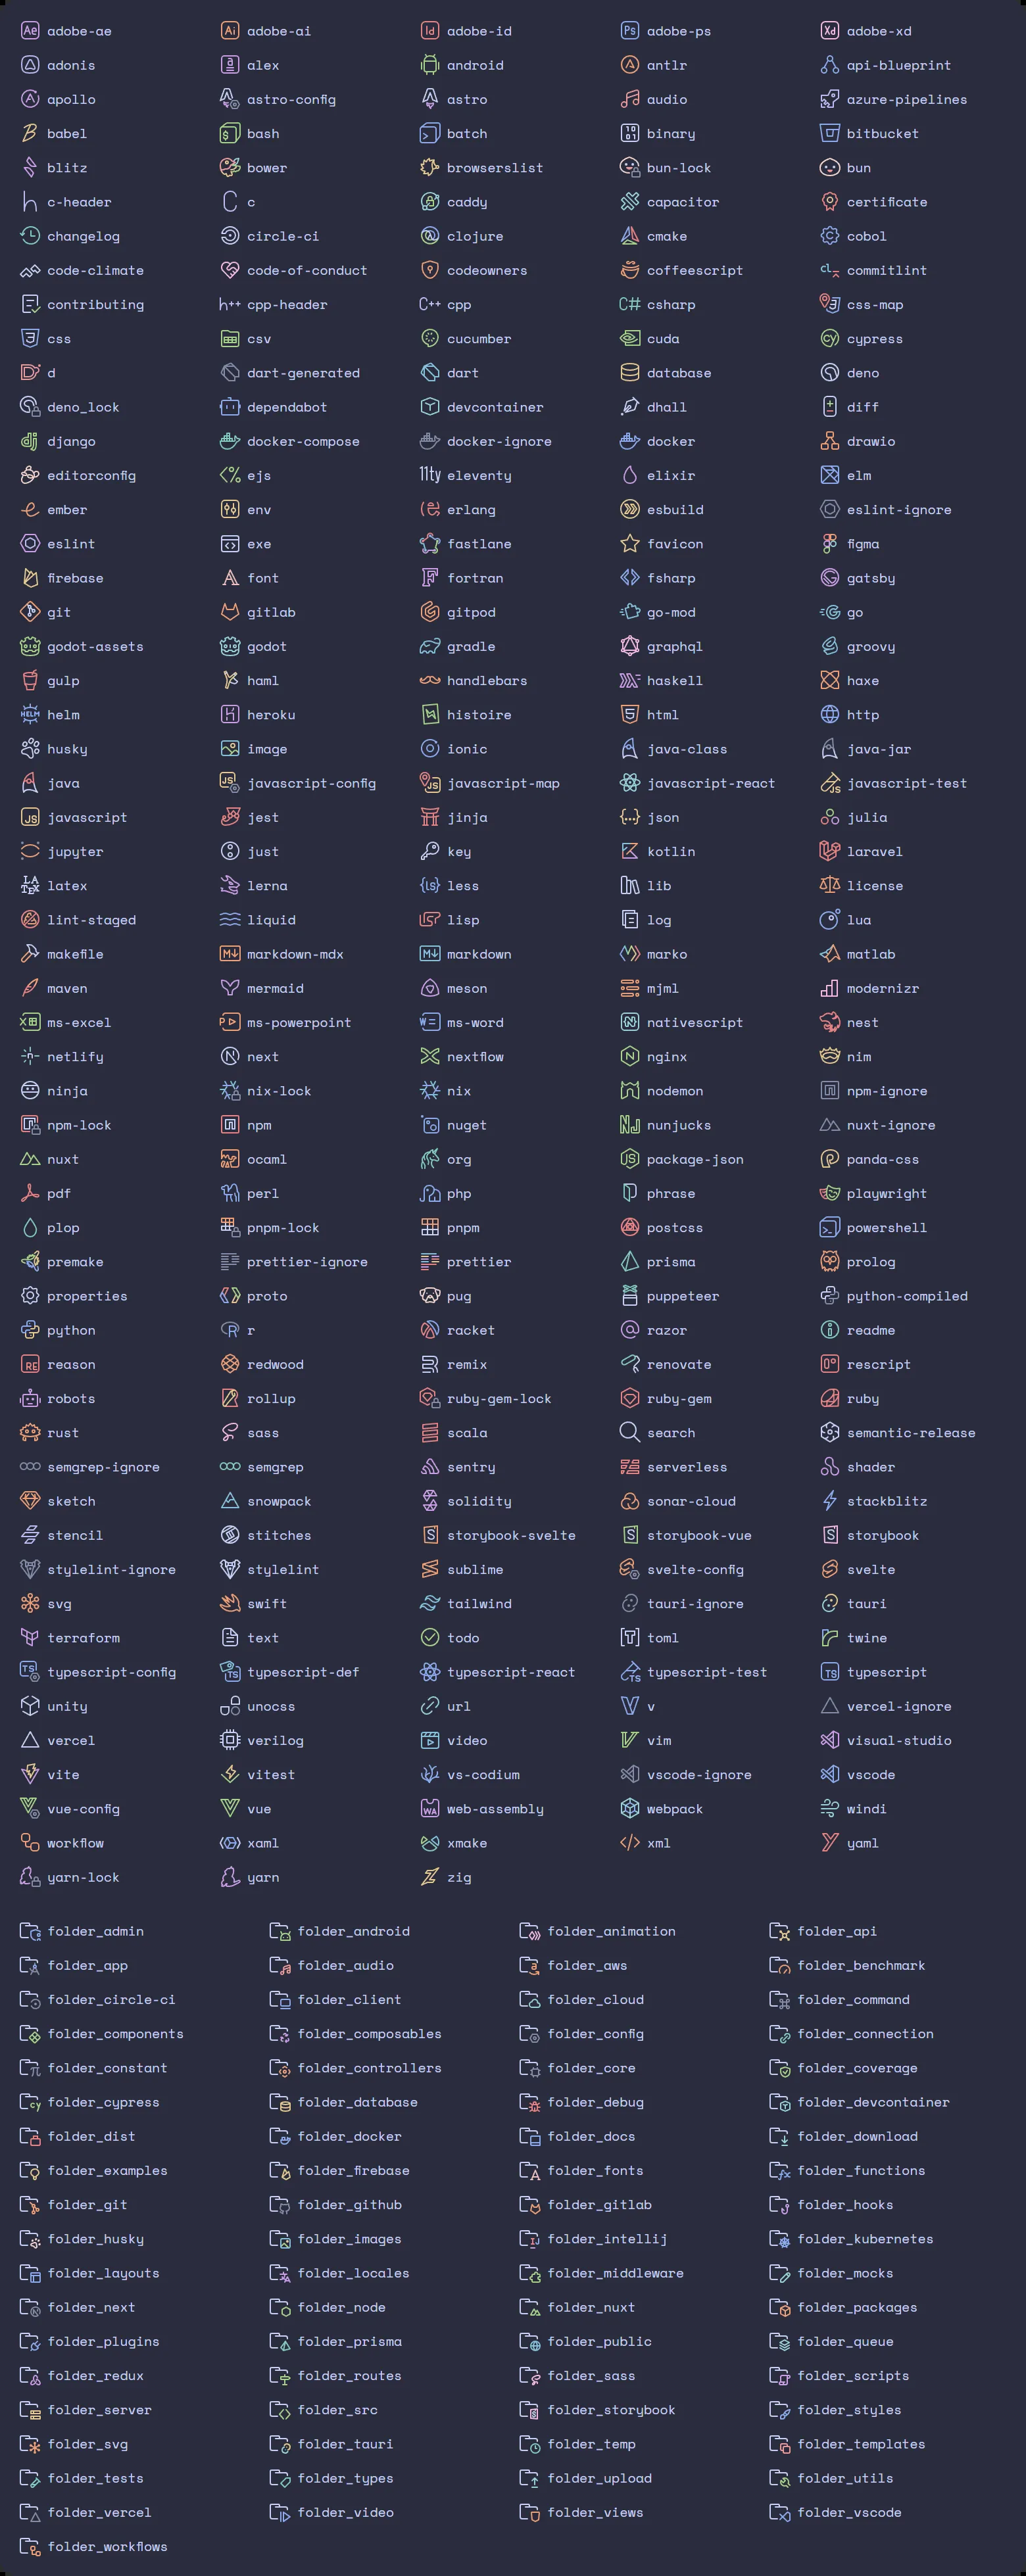 adobe-ae adobe-ai adobe-id adobe-ps adobe-xd
adonis alex android antlr api-blueprint
apollo astro-config astro audio azure-pipelines
babel bash batch binary bitbucket
blitz bower browserslist bun-lock bun
c-header c caddy capacitor certificate
changelog circle-ci clojure cmake cobol
code-climate code-of-conduct codeowners coffeescript commitlint
contributing cpp-header cpp csharp css-map
css csv cucumber cuda cypress
d dart-generated dart database deno
deno_lock dependabot devcontainer dhall diff
django docker-compose docker-ignore docker drawio
editorconfig ejs eleventy elixir elm
ember env erlang esbuild eslint-ignore
eslint exe fastlane favicon figma
firebase font fortran fsharp gatsby
git gitlab gitpod go-mod go
godot-assets godot gradle graphql groovy
gulp haml handlebars haskell haxe
helm heroku histoire html http
husky image ionic java-class java-jar
java javascript-config javascript-map javascript-react javascript-test
javascript jest jinja json julia
jupyter just key kotlin laravel
latex lerna less lib license
lint-staged liquid lisp log lua
makefile markdown-mdx markdown marko matlab
maven mermaid meson mjml modernizr
ms-excel ms-powerpoint ms-word nativescript nest
netlify next nextflow nginx nim
ninja nix-lock nix nodemon npm-ignore
npm-lock npm nuget nunjucks nuxt-ignore
nuxt ocaml org package-json panda-css
pdf perl php phrase playwright
plop pnpm-lock pnpm postcss powershell
premake prettier-ignore prettier prisma prolog
properties proto pug puppeteer python-compiled
python r racket razor readme
reason redwood remix renovate rescript
robots rollup ruby-gem-lock ruby-gem ruby
rust sass scala search semantic-release
semgrep-ignore semgrep sentry serverless shader
sketch snowpack solidity sonar-cloud stackblitz
stencil stitches storybook-svelte storybook-vue storybook
stylelint-ignore stylelint sublime svelte-config svelte
svg swift tailwind tauri-ignore tauri
terraform text todo toml twine
typescript-config typescript-def typescript-react typescript-test typescript
unity unocss url v vercel-ignore
vercel verilog video vim visual-studio
vite vitest vs-codium vscode-ignore vscode
vue-config vue web-assembly webpack windi
workflow xaml xmake xml yaml
yarn-lock yarn zig
folder_admin folder_android folder_animation folder_api
folder_app folder_audio folder_aws folder_benchmark
folder_circle-ci folder_client folder_cloud folder_command
folder_components folder_composables folder_config folder_connection
folder_constant folder_controllers folder_core folder_coverage
folder_cypress folder_database folder_debug folder_devcontainer
folder_dist folder_docker folder_docs folder_download
folder_examples folder_firebase folder_fonts folder_functions
folder_git folder_github folder_gitlab folder_hooks
folder_husky folder_images folder_intellij folder_kubernetes
folder_layouts folder_locales folder_middleware folder_mocks
folder_next folder_node folder_nuxt folder_packages
folder_plugins folder_prisma folder_public folder_queue
folder_redux folder_routes folder_sass folder_scripts
folder_server folder_src folder_storybook folder_styles
folder_svg folder_tauri folder_temp folder_templates
folder_tests folder_types folder_upload folder_utils
folder_vercel folder_video folder_views folder_vscode
folder_workflows